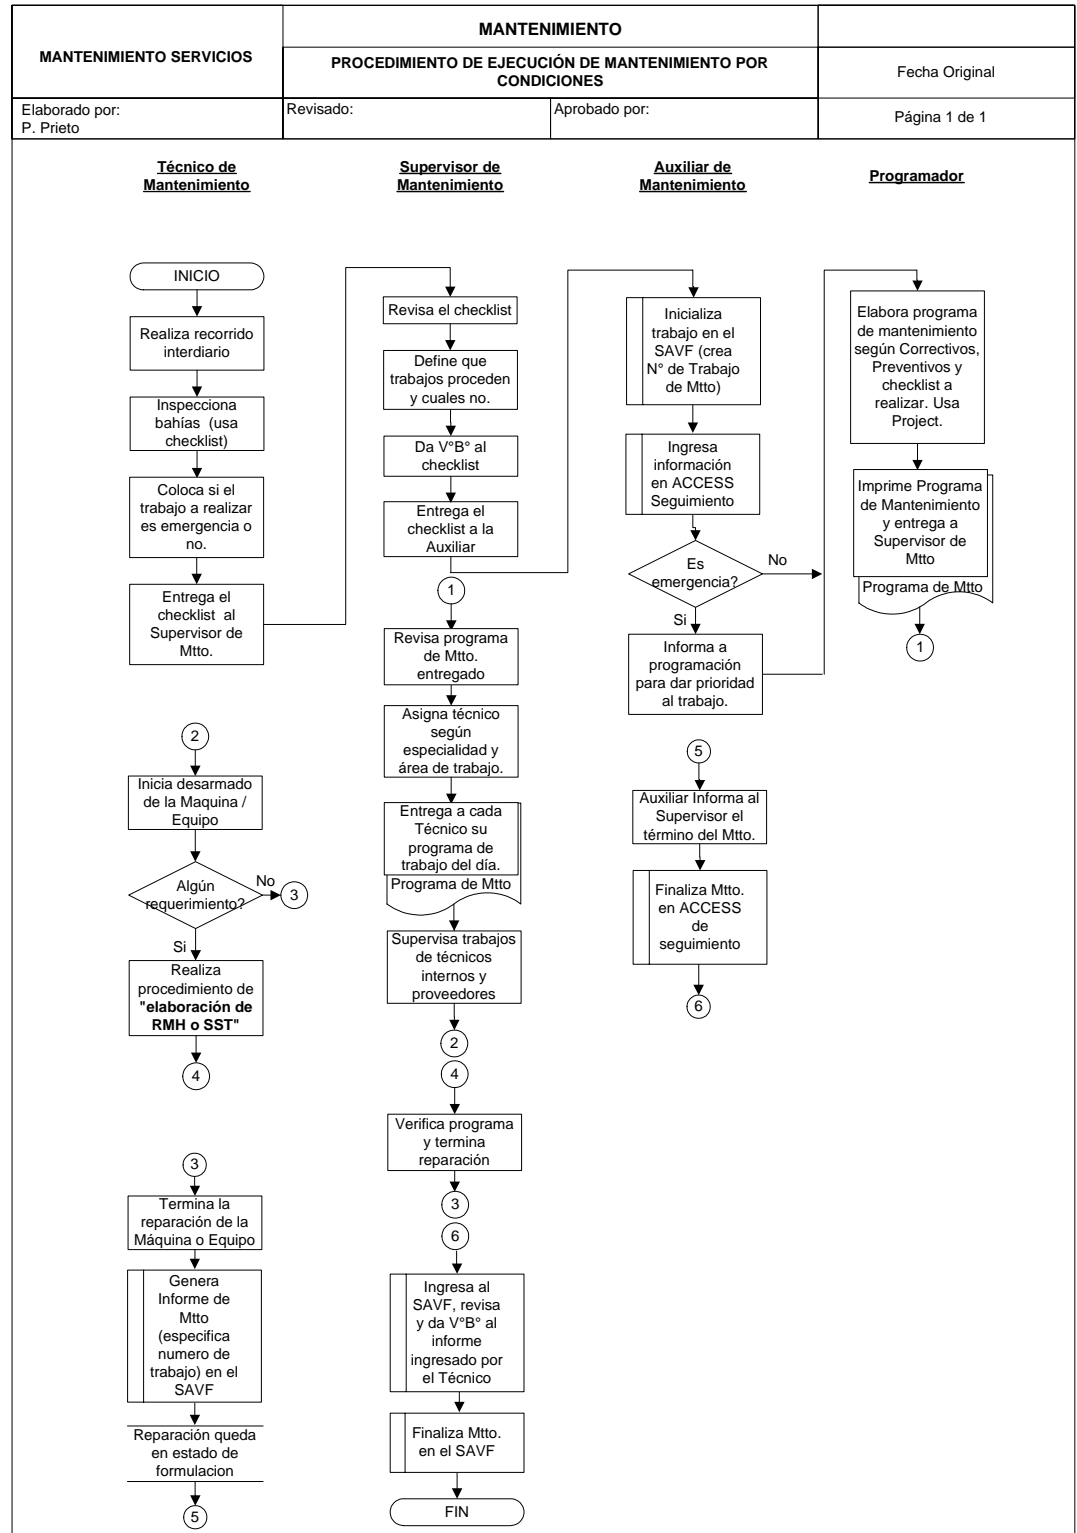 MANTENIMIENTO SERVICIOS
MANTENIMIENTO
PROCEDIMIENTO DE EJECUCIÓN DE MANTENIMIENTO POR
CONDICIONES
Fecha Original
Elaborado por:
P. Prieto
Revisado:
Aprobado por:
Página 1 de 1
Técnico de
Mantenimiento
Supervisor de
Mantenimiento
Auxiliar de
Mantenimiento
Programador
INICIO
Realiza recorrido
interdiario
Inspecciona
bahías (usa
checklist)
Coloca si el
trabajo a realizar
es emergencia o
no.
Entrega el
checklist al
Supervisor de
Mtto.
2
Inicia desarmado
de la Maquina /
Equipo
Algún
requerimiento?
No
3
Si
Realiza
procedimiento de
"elaboración de
RMH o SST"
4
3
Termina la
reparación de la
Máquina o Equipo
Genera
Informe de
Mtto
(especifica
numero de
trabajo) en el
SAVF
Reparación queda
en estado de
formulacion
5
Revisa el checklist
Define que
trabajos proceden
y cuales no.
Da V°B° al
checklist
Entrega el
checklist a la
Auxiliar
1
Revisa programa
de Mtto.
entregado
Asigna técnico
según
especialidad y
área de trabajo.
Entrega a cada
Técnico su
programa de
trabajo del día.
Programa de Mtto
Supervisa trabajos
de técnicos
internos y
proveedores
2
4
Verifica programa
y termina
reparación
3
6
Ingresa al
SAVF, revisa
y da V°B° al
informe
ingresado por
el Técnico
Finaliza Mtto.
en el SAVF
FIN
Inicializa
trabajo en el
SAVF (crea
N° de Trabajo
de Mtto)
Ingresa
información
en ACCESS
Seguimiento
Es
emergencia?
No
Si
Informa a
programación
para dar prioridad
al trabajo.
5
Auxiliar Informa al
Supervisor el
término del Mtto.
Finaliza Mtto.
en ACCESS
de
seguimiento
6
Elabora programa
de mantenimiento
según Correctivos,
Preventivos y
checklist a
realizar. Usa
Project.
Imprime Programa
de Mantenimiento
y entrega a
Supervisor de
Mtto
Programa de Mtto
1